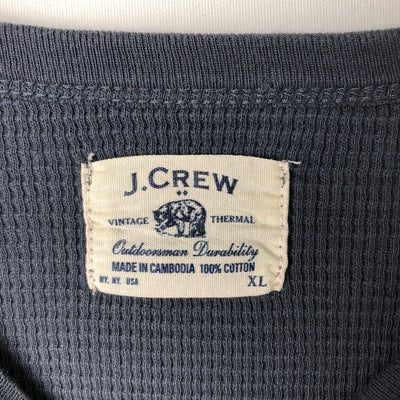 J.CREW
VINTAGE THERMAL
Outdoorsman Durability
MADE IN CAMBODIA 100% COTTON
NY, NY. USA XL